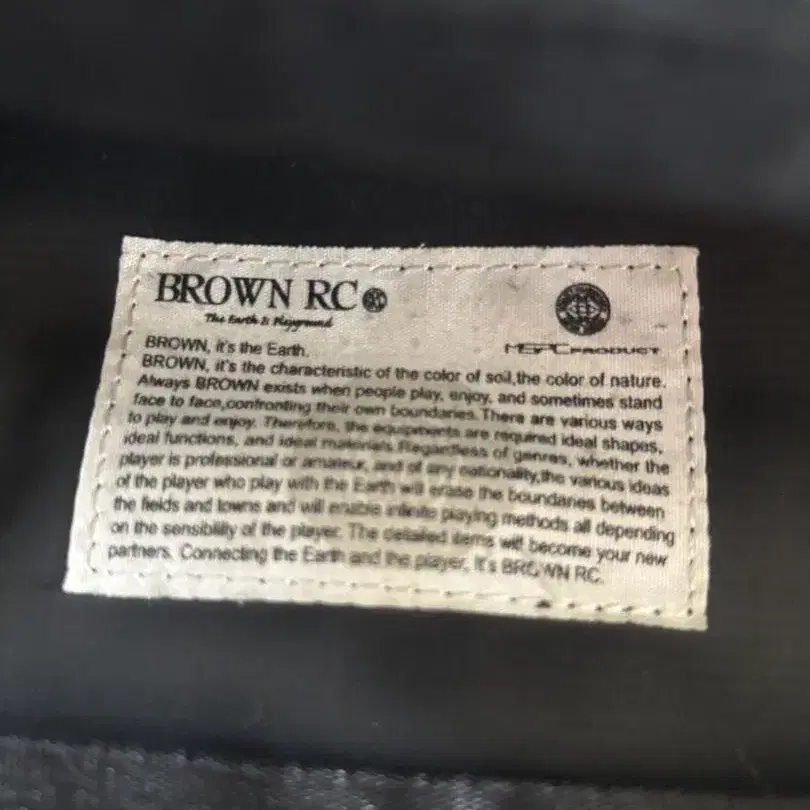 BROWN RC RC
The Earth Is Playground
MSPC PRODUCT
BROWN, it's the Earth.
BROWN, it's the characteristic of the color of soil,the color of nature.
Always BROWN exists when people play, enjoy, and sometimes stand
face to face,confronting their own boundaries. There are various ways
to play and enjoy. Therefore, the equipments are required ideal shapes,
ideal functions, and ideal materials. Regardless of genres, whether the
player is professional or amateur, and of any nationality,the various ideas
of the player who play with the Earth will erase the boundaries between
the fields and towns and will enable infinite playing methods all depending
on the sensibility of the player. The detailed items will become your new
partners. Connecting the Earth and the player, it's BROWN RC.